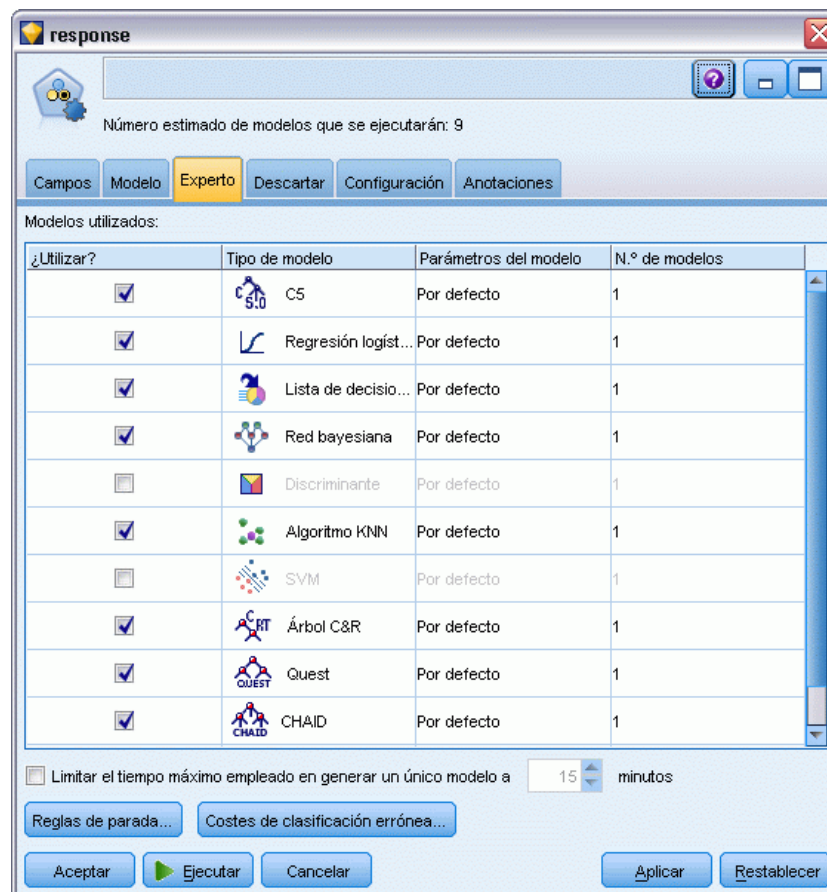 response
Número estimado de modelos que se ejecutarán: 9
Campos Modelo Experto Descartar Configuración Anotaciones
Modelos utilizados:
¿Utilizar? Tipo de modelo Parámetros del modelo N.º de modelos
C 5.0 C5 Por defecto 1
Regresión logíst... Por defecto 1
Lista de decisio... Por defecto 1
Red bayesiana Por defecto 1
Discriminante Por defecto 1
Algoritmo KNN Por defecto 1
SVM Por defecto 1
C RT Árbol C&R Por defecto 1
QUEST Quest Por defecto 1
CHAID CHAID Por defecto 1
Limitar el tiempo máximo empleado en generar un único modelo a 15 minutos
Reglas de parada... Costes de clasificación errónea...
Aceptar Ejecutar Cancelar Aplicar Restablecer